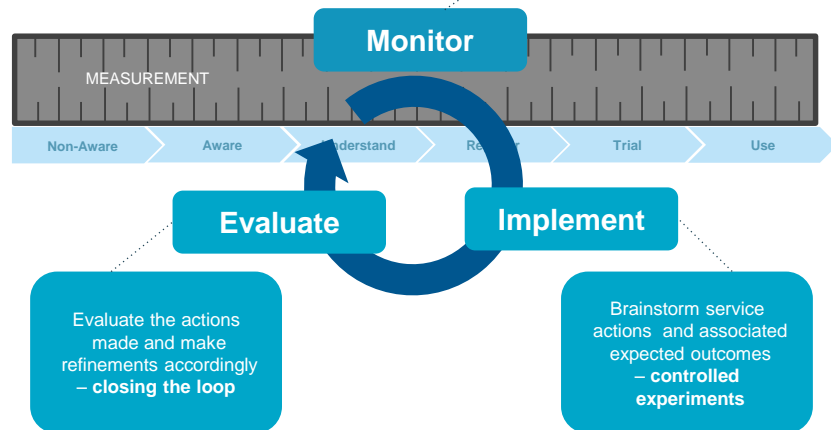 Monitor
MEASUREMENT
Non-Aware
Aware
Understand
Trial
Use
Evaluate
Implement
Evaluate the actions
made and make
refinements accordingly
– closing the loop
Brainstorm service
actions and associated
expected outcomes
– controlled
experiments